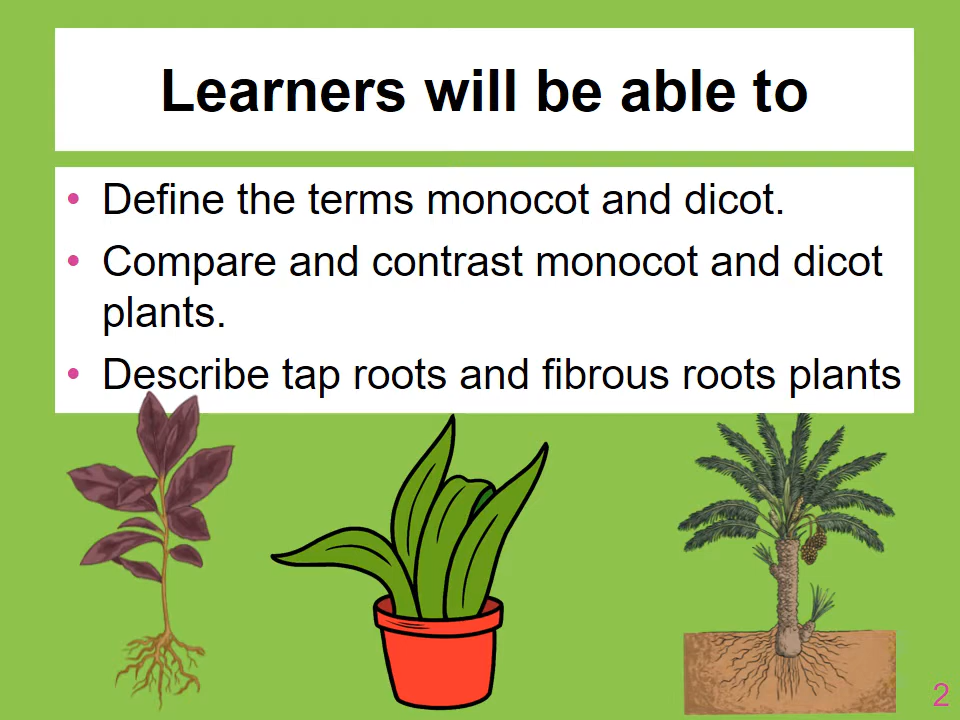 Learners will be able to
• Define the terms monocot and dicot.
• Compare and contrast monocot and dicot
plants.
• Describe tap roots and fibrous roots plants
2